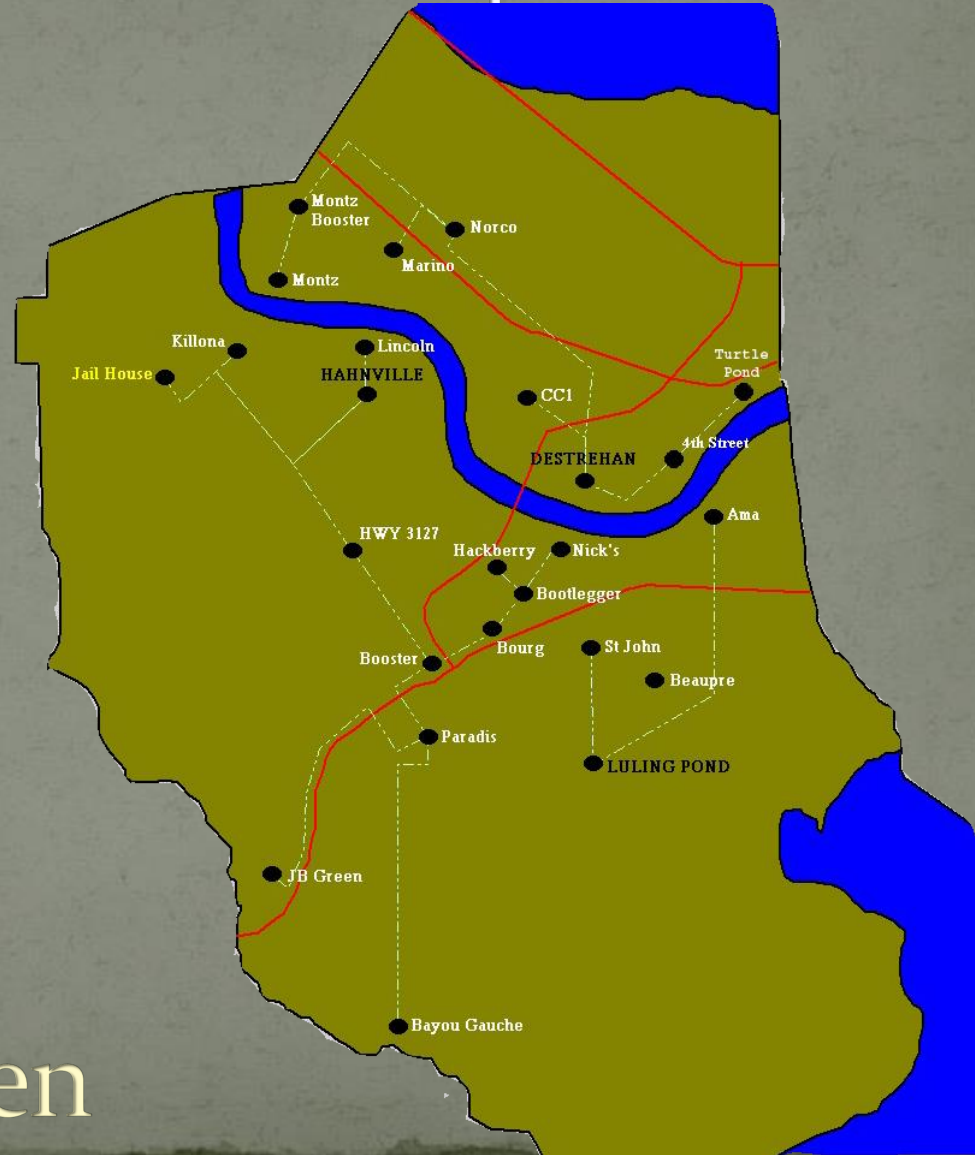 Montz
Booster
Norco
Marino
Montz
Killona
Lincoln
Jail House
HAHNVILLE
Turtle
Pond
CC1
4th Street
DESTREHAN
Ama
HWY 3127
Hackberry
Nick's
Bootlegger
Bourg
St John
Booster
Beaupre
Paradis
LULING POND
JB Green
Bayou Gauche
en